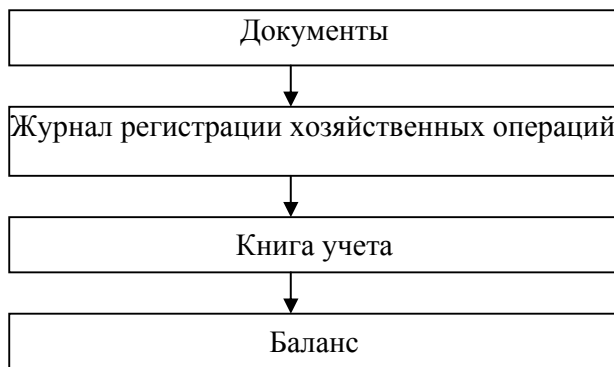 Документы
Журнал регистрации хозяйственных операций
Книга учета
Баланс